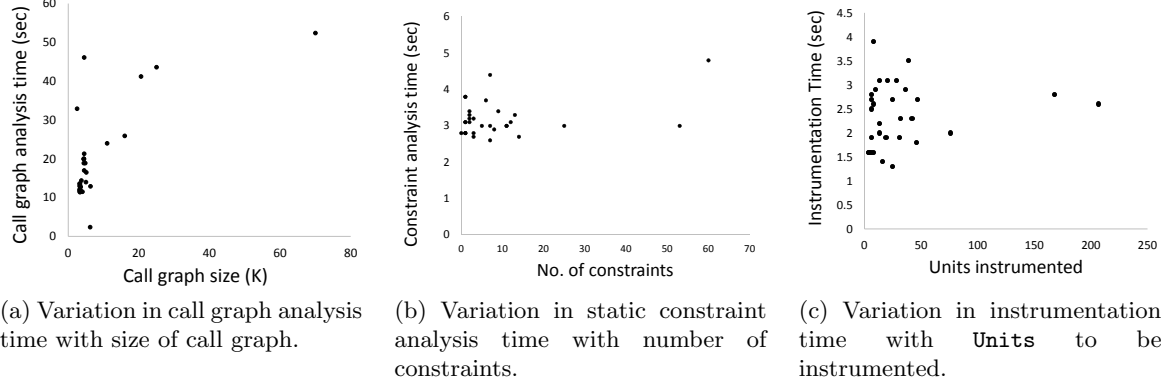 Call graph analysis time (sec)
60
50
40
30
20
10
0
0 20 40 60 80
Call graph size (K)
(a) Variation in call graph analysis
time with size of call graph.
Constraint analysis time (sec)
6
5
4
3
2
1
0
0 10 20 30 40 50 60 70
No. of constraints
(b) Variation in static constraint
analysis time with number of
constraints.
Instrumentation Time (sec)
4.5
4
3.5
3
2.5
2
1.5
1
0.5
0
0 50 100 150 200 250
Units instrumented
(c) Variation in instrumentation
time with Units to be
instrumented.